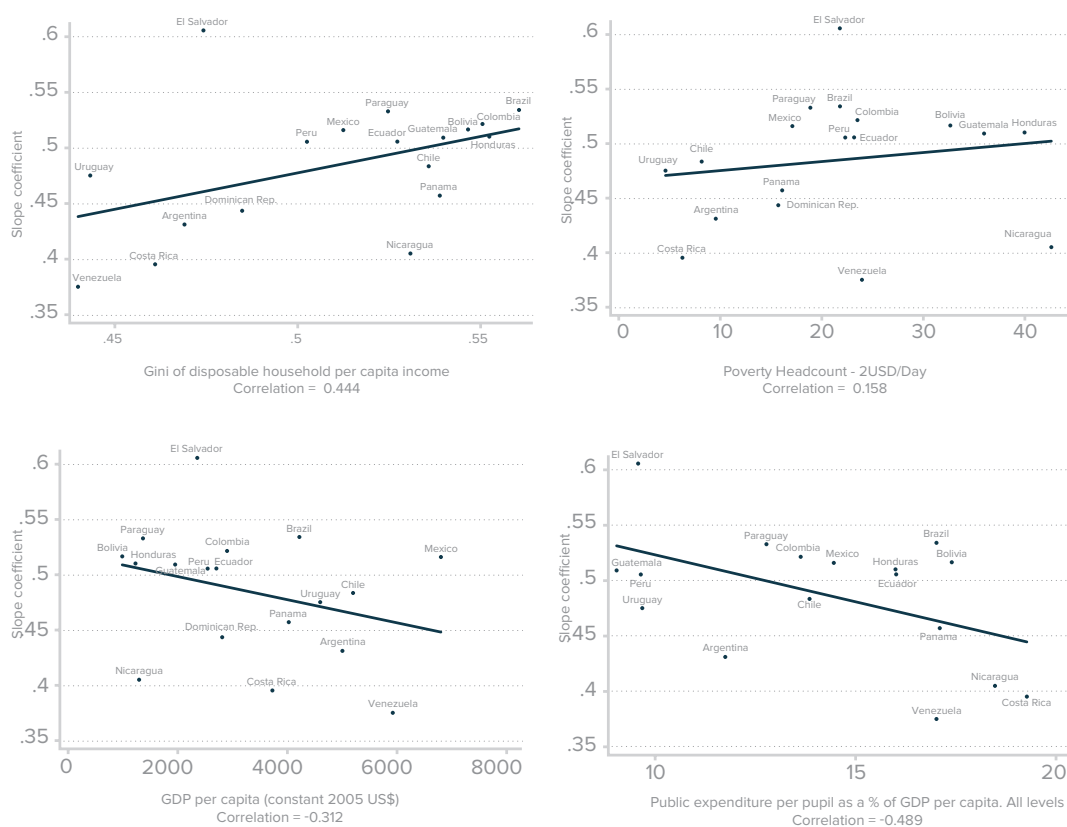 El Salvador
.6
.55
.5
.45
.4
.35
Slope coefficient
Brazil
Paraguay
Colombia
Mexico
Bolivia
Guatemala
Peru
Ecuador
Honduras
Chile
Uruguay
Panama
Dominican Rep.
Argentina
Nicaragua
Costa Rica
Venezuela
.45 .5 .55
Gini of disposable household per capita income
Correlation = 0.444
El Salvador
.6
.55
.5
.45
.4
.35
Slope coefficient
Paraguay Brazil
Mexico Colombia
Bolivia
Guatemala Honduras
Peru Ecuador
Chile
Uruguay
Panama
Dominican Rep.
Argentina
Nicaragua
Costa Rica
Venezuela
0 10 20 30 40
Poverty Headcount - 2USD/Day
Correlation = 0.158
El Salvador
.6
.55
.5
.45
.4
.35
Slope coefficient
Paraguay
Brazil
Bolivia Honduras
Colombia
Mexico
Guatemala Peru Ecuador
Chile
Uruguay
Panama
Dominican Rep.
Argentina
Nicaragua
Costa Rica
Venezuela
0 2000 4000 6000 8000
GDP per capita (constant 2005 US$)
Correlation = -0.312
El Salvador
.6
.55
.5
.45
.4
.35
Slope coefficient
Paraguay
Brazil
Colombia Mexico
Bolivia
Guatemala
Honduras
Peru
Ecuador
Uruguay
Chile
Panama
Argentina
Nicaragua
Costa Rica
Venezuela
10 15 20
Public expenditure per pupil as a % of GDP per capita. All levels
Correlation = -0.489